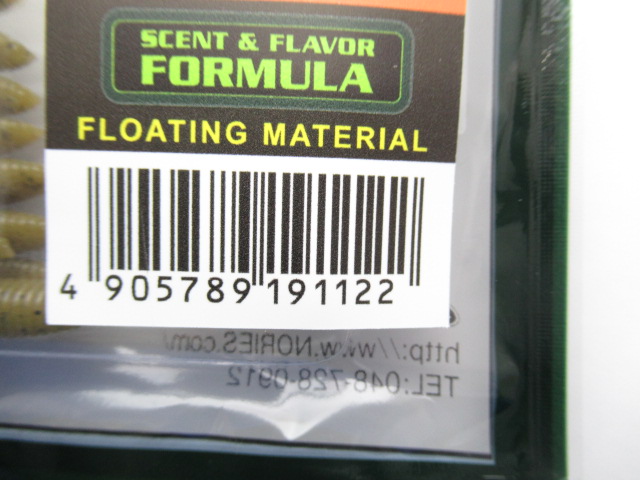 SCENT & FLAVOR
FORMULA
FLOATING MATERIAL
4 905789 191122
http://www.NORIES.com/
TEL:048-728-0912